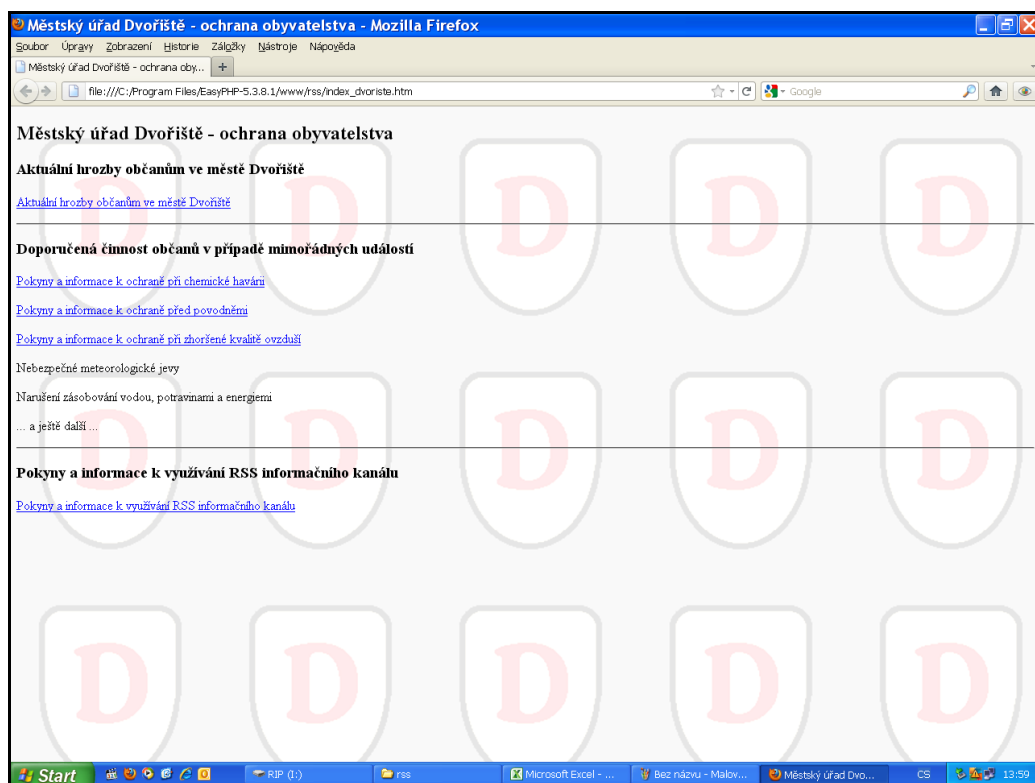 Městský úřad Dvořiště - ochrana obyvatelstva - Mozilla Firefox
Soubor Úpravy Zobrazení Historie Záložky Nástroje Nápověda
Městský úřad Dvořiště - ochrana oby... +
file:///C:/Program Files/EasyPHP-5.3.8.1/www/rss/index_dvoriste.htm Google
Městský úřad Dvořiště - ochrana obyvatelstva
Aktuální hrozby občanům ve městě Dvořiště
Aktuální hrozby občanům ve městě Dvořiště
Doporučená činnost občanů v případě mimořádných událostí
Pokyny a informace k ochraně při chemické havárii
Pokyny a informace k ochraně před povodněmi
Pokyny a informace k ochraně při zhoršené kvalitě ovzduší
Nebezpečné meteorologické jevy
Narušení zásobování vodou, potravinami a energiemi
... a ještě další ...
Pokyny a informace k využívání RSS informačního kanálu
Pokyny a informace k využívání RSS informačního kanálu
D D D D D
D D D D D
D D D D D
Start RIP (I:) rss Microsoft Excel - ... Bez názvu - Malov... Městský úřad Dvo... CS 13:59